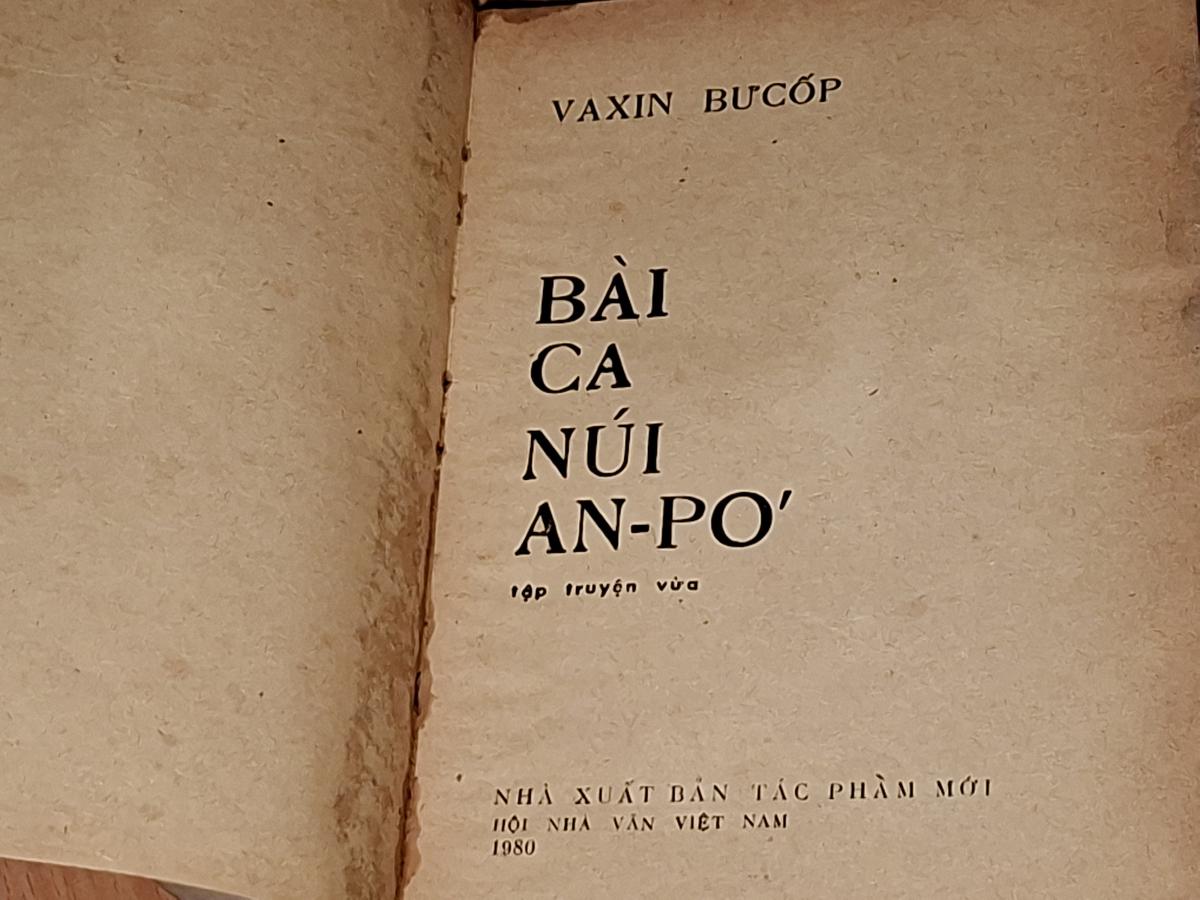 VAXIN BƯCỐP
BÀI
CA
NÚI
AN-PƠ
tập truyện vừa
NHÀ XUẤT BẢN TÁC PHẨM MỚI
HỘI NHÀ VĂN VIỆT NAM
1980